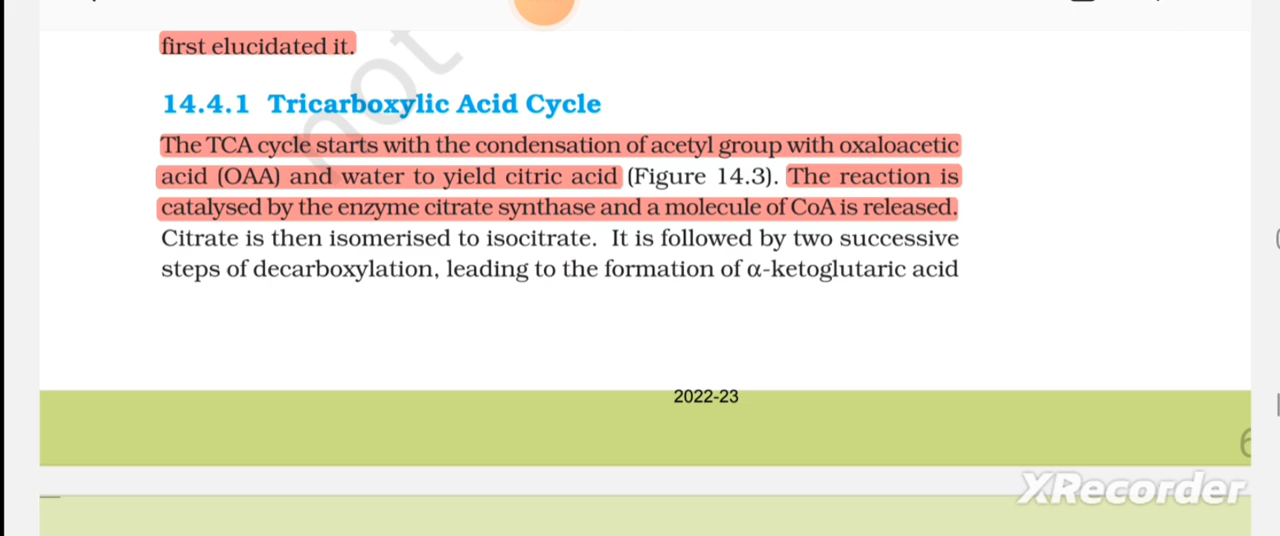 first elucidated it.
not
14.4.1 Tricarboxylic Acid Cycle
The TCA cycle starts with the condensation of acetyl group with oxaloacetic
acid (OAA) and water to yield citric acid (Figure 14.3). The reaction is
catalysed by the enzyme citrate synthase and a molecule of CoA is released.
Citrate is then isomerised to isocitrate. It is followed by two successive
steps of decarboxylation, leading to the formation of α-ketoglutaric acid
2022-23
XRecorder